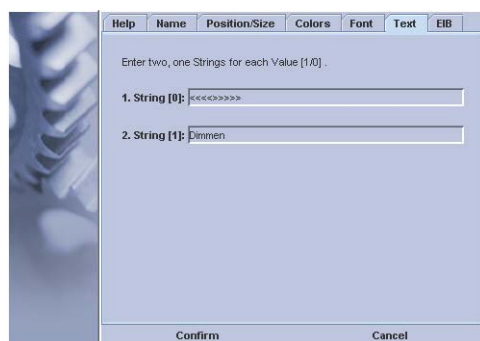 Help Name Position/Size Colors Font Text EIB
Enter two, one Strings for each Value [1/0] .
1. String [0]: <<<<>>>>>
2. String [1]: Dimmen
Confirm Cancel